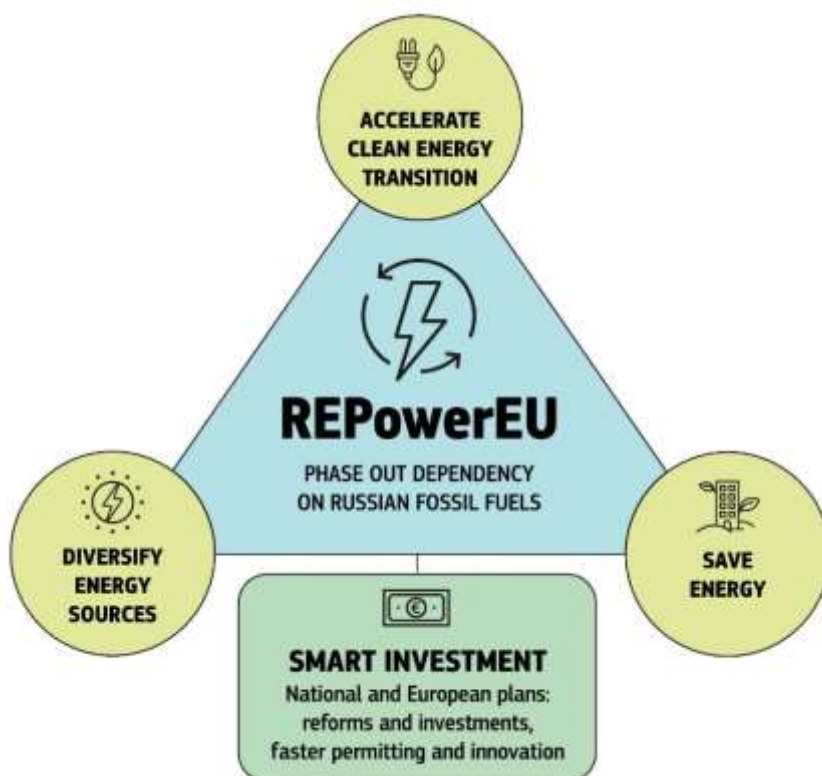 ACCELERATE
CLEAN ENERGY
TRANSITION
REPowerEU
PHASE OUT DEPENDENCY
ON RUSSIAN FOSSIL FUELS
DIVERSIFY
ENERGY
SOURCES
SAVE
ENERGY
€
SMART INVESTMENT
National and European plans:
reforms and investments,
faster permitting and innovation